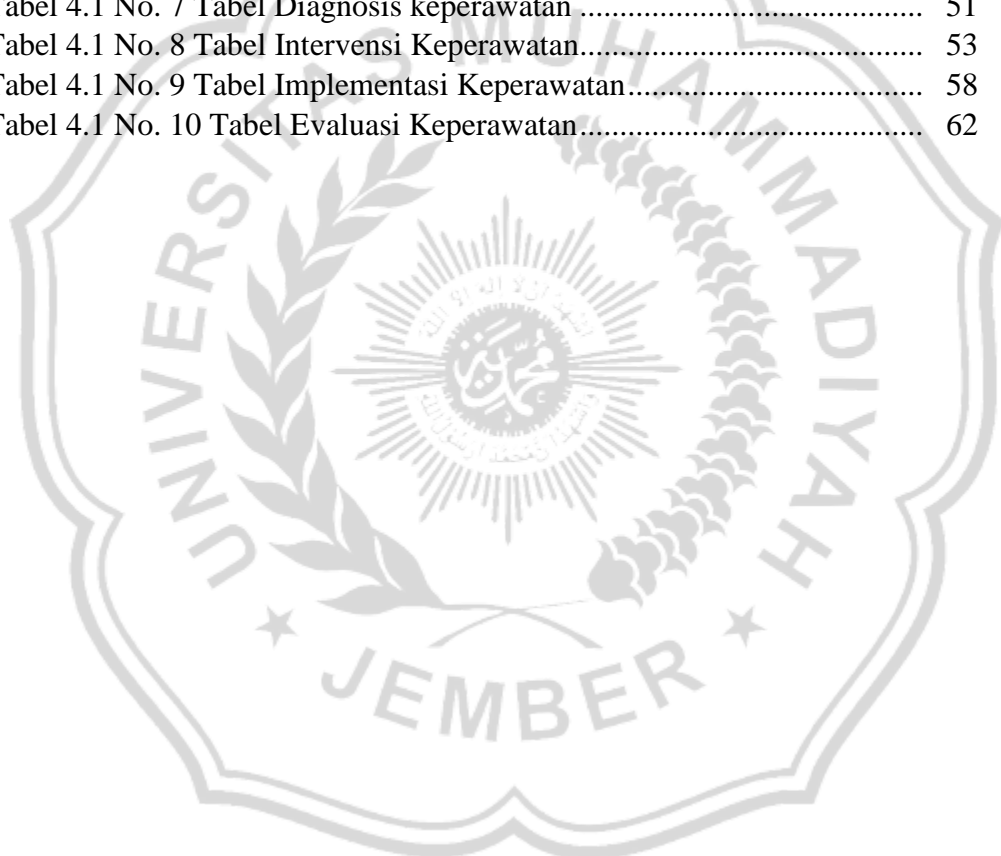 Tabel 4.1 No. 7 Tabel Diagnosis keperawatan ........................................... 51
Tabel 4.1 No. 8 Tabel Intervensi Keperawatan........................................... 53
Tabel 4.1 No. 9 Tabel Implementasi Keperawatan..................................... 58
Tabel 4.1 No. 10 Tabel Evaluasi Keperawatan........................................... 62
UNIVERSITAS MUHAMMADIYAH
JEMBER